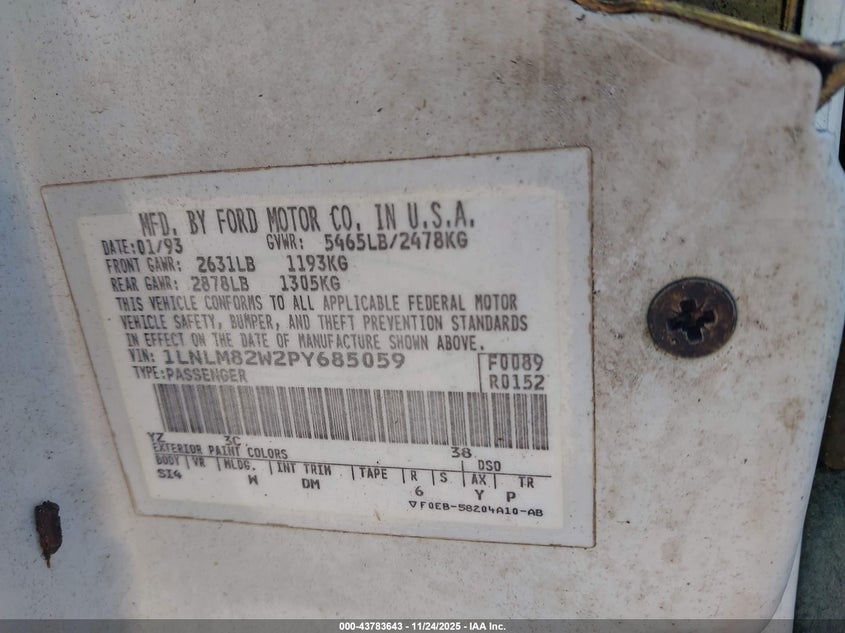 MFD. BY FORD MOTOR CO. IN U.S.A.
DATE:01/93 GVWR: 5465LB/2478KG
FRONT GAWR: 2631LB 1193KG
REAR GAWR: 2878LB 1305KG
THIS VEHICLE CONFORMS TO ALL APPLICABLE FEDERAL MOTOR
VEHICLE SAFETY, BUMPER, AND THEFT PREVENTION STANDARDS
IN EFFECT ON THE DATE OF MANUFACTURE SHOWN ABOVE.
VIN: 1LNLM82W2PY685059 F0089
TYPE:PASSENGER R0152
YZ 3C 38
EXTERIOR PAINT COLORS DSO
BODY VR MLDG. INT TRIM TAPE R S AX TR
SI4 W DM 6 Y P
▽F0EB-58204A10-AB
000-43783643 - 11/24/2025 - IAA Inc.